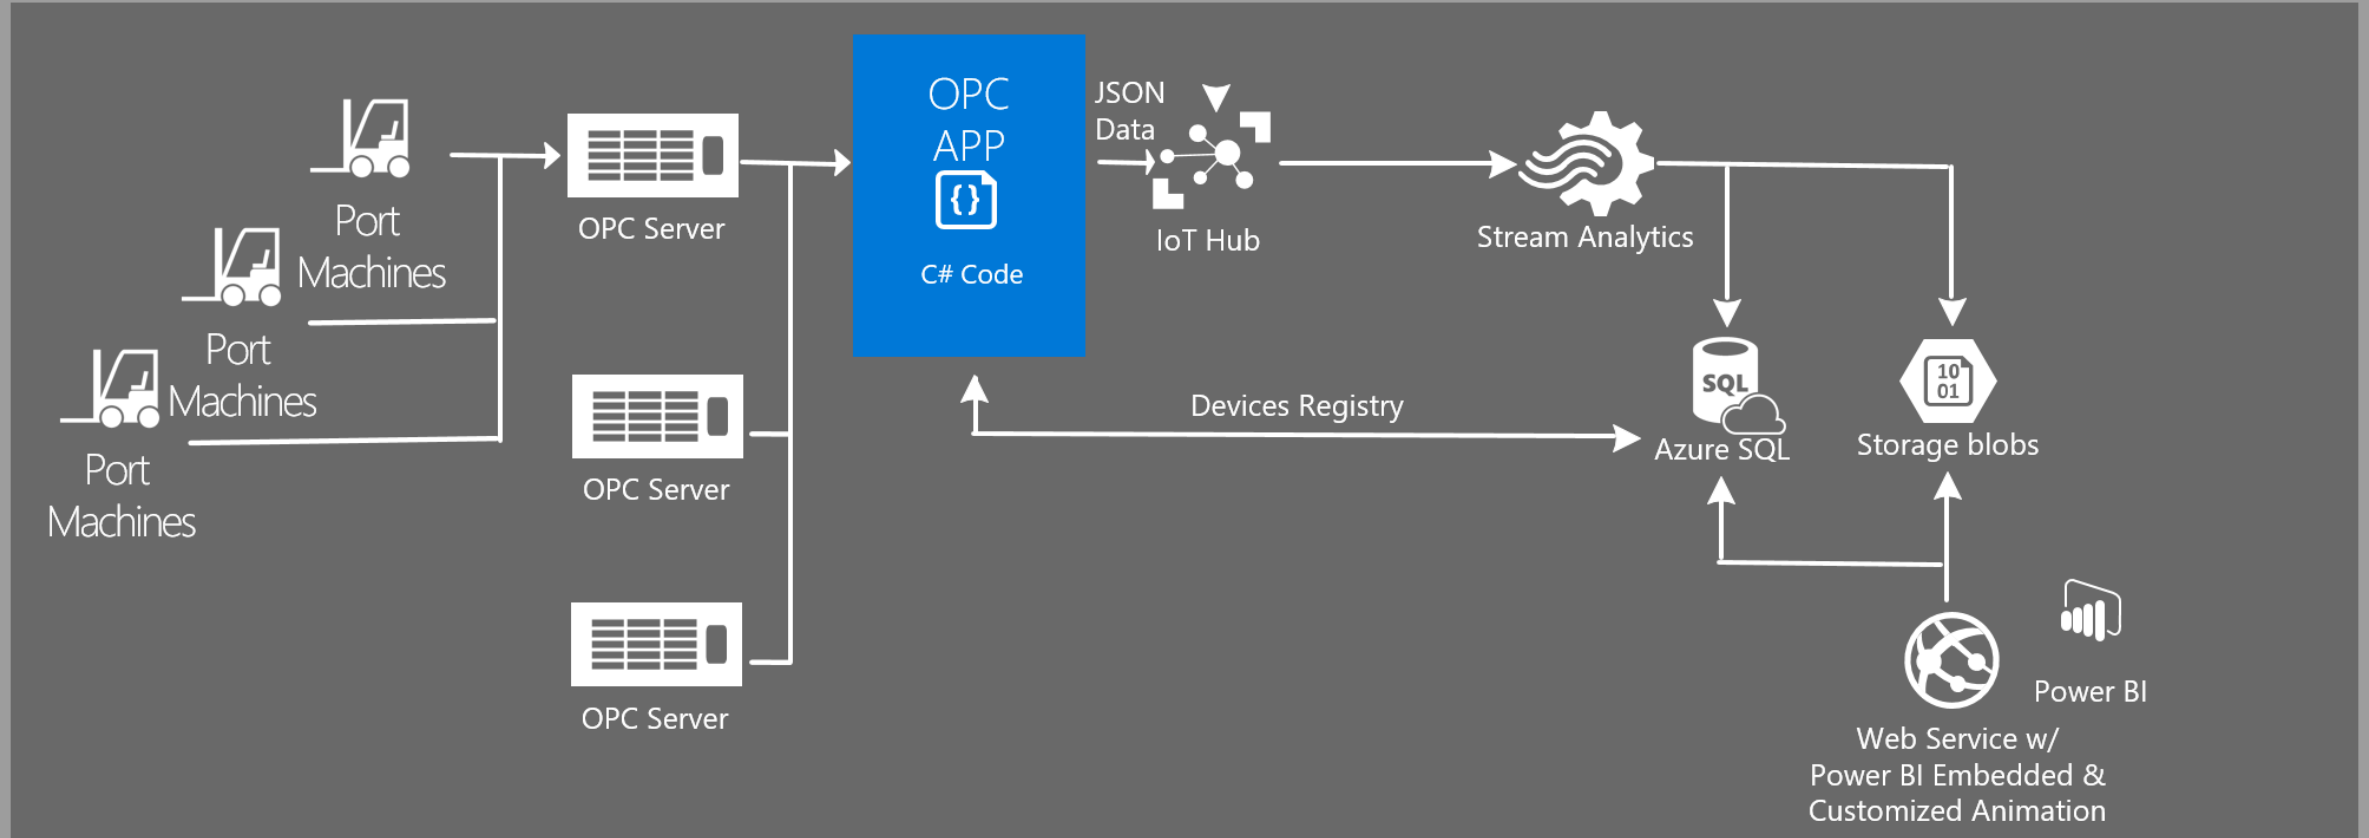 OPC
APP
{}
C# Code
JSON
Data
IoT Hub
Stream Analytics
Port
Machines
Port
Machines
Port
Machines
OPC Server
OPC Server
OPC Server
Devices Registry
SQL
Azure SQL
10
01
Storage blobs
Power BI
Web Service w/
Power BI Embedded &
Customized Animation